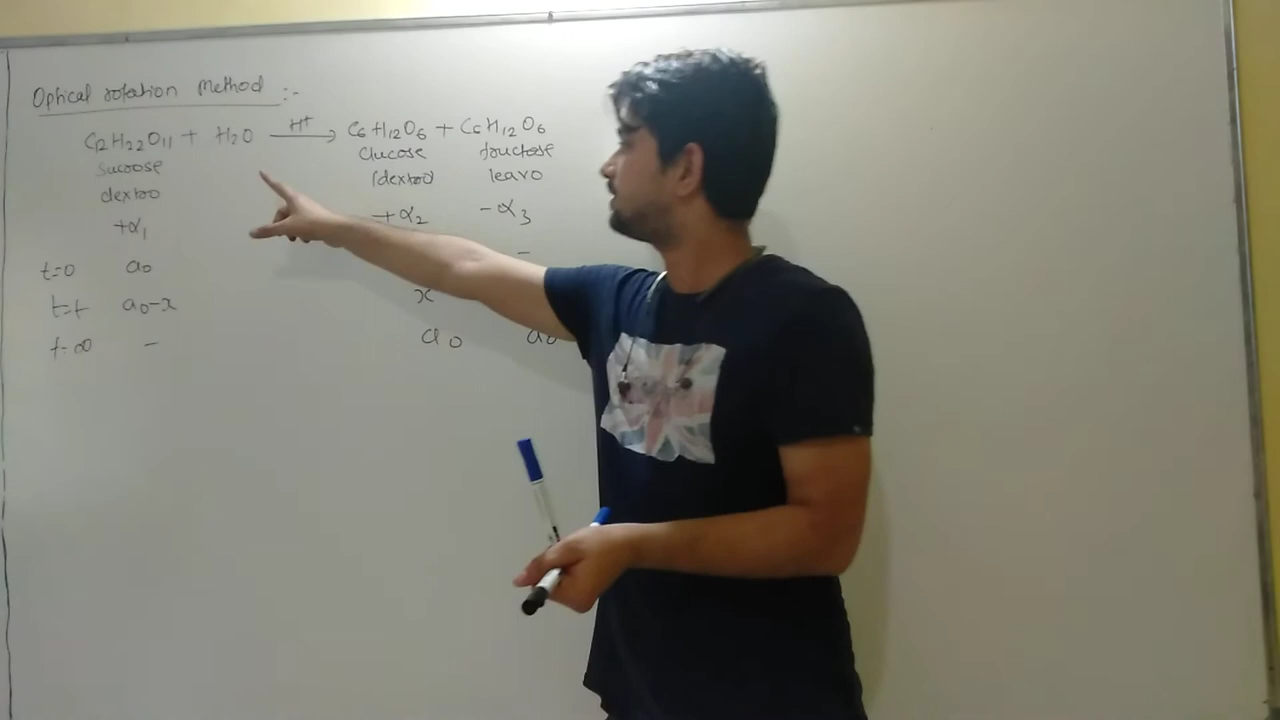 Optical rotation Method :-
C12H22O11 + H2O H+ → C6H12O6 + C6H12O6
sucrose Glucose fructose
dextro (dextro) leavo
+α1 +α2 -α3
t=0 a0 -
t=t a0-x x
t=∞ - a0 a0